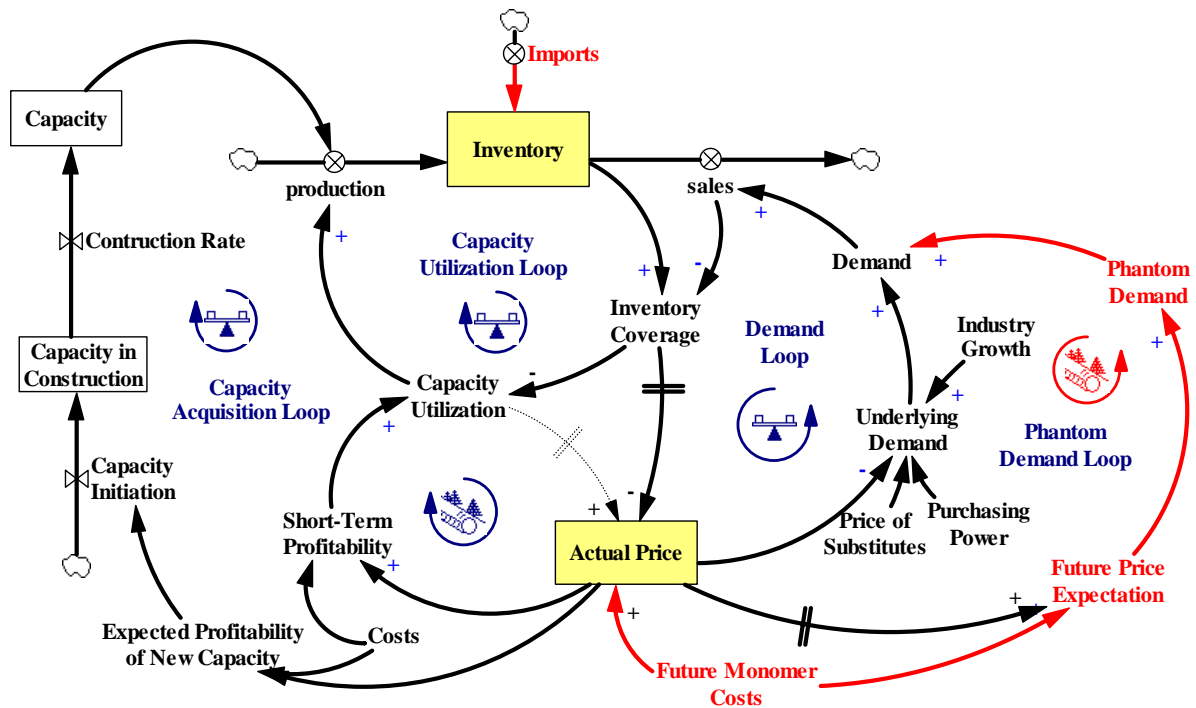 Imports
Capacity
Inventory
production
sales
+
Contruction Rate
Capacity
Utilization Loop
+
-
+
Demand
+
Phantom
Demand
Inventory
Coverage
Demand
Loop
+
Industry
Growth
+
Capacity in
Construction
Capacity
Acquisition Loop
-
Capacity
Utilization
+
+
Underlying
Demand
Phantom
Demand Loop
Capacity
Initiation
-
-
+
Short-Term
Profitability
+
Actual Price
Price of
Substitutes
Purchasing
Power
Future Price
Expectation
+
+
+
Expected Profitability
of New Capacity
Costs
Future Monomer
Costs